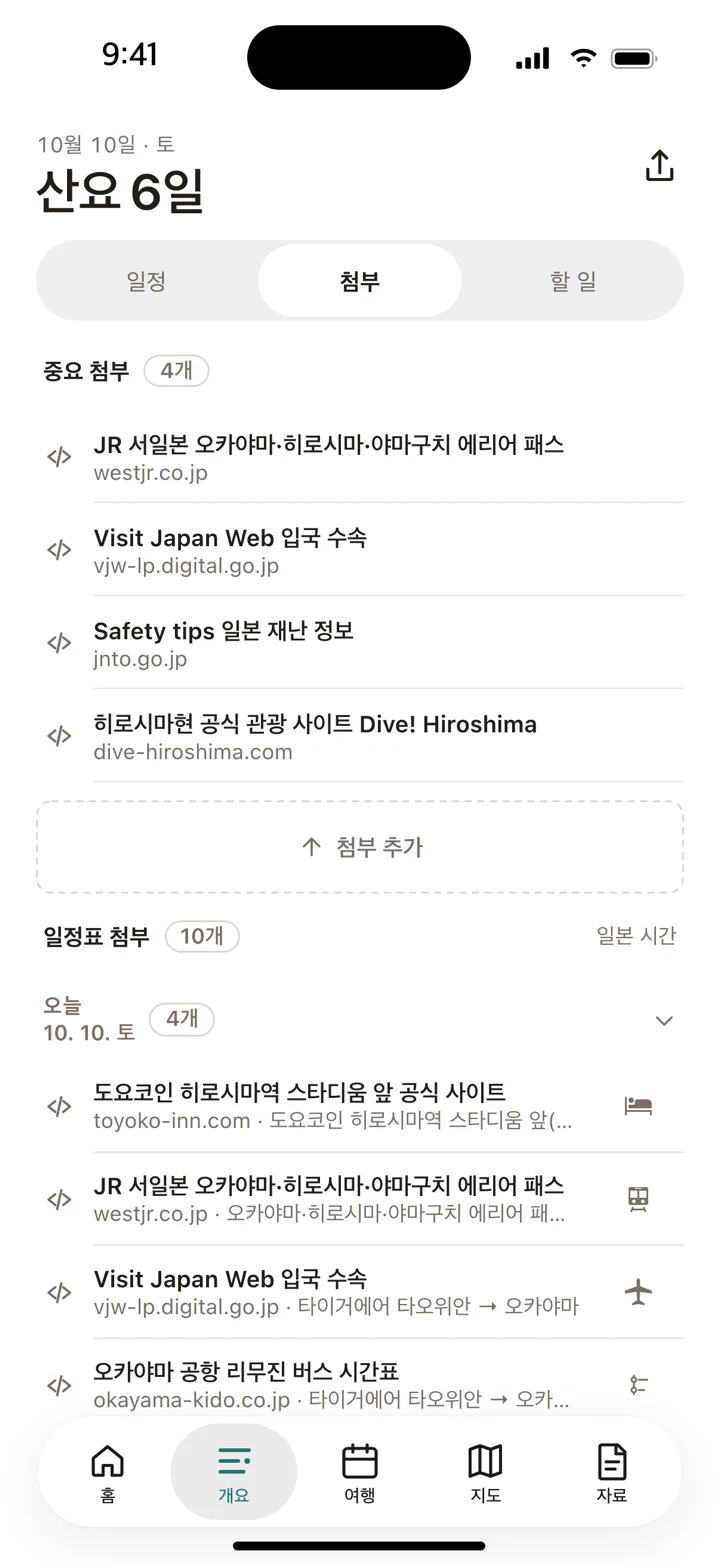 9:41
10월 10일 · 토
산요 6일
일정
첨부
할 일
중요 첨부 4개
JR 서일본 오카야마·히로시마·야마구치 에리어 패스
westjr.co.jp
Visit Japan Web 입국 수속
vjw-lp.digital.go.jp
Safety tips 일본 재난 정보
jnto.go.jp
히로시마현 공식 관광 사이트 Dive! Hiroshima
dive-hiroshima.com
첨부 추가
일정표 첨부 10개 일본 시간
오늘
10. 10. 토 4개
도요코인 히로시마역 스타디움 앞 공식 사이트
toyoko-inn.com · 도요코인 히로시마역 스타디움 앞(...
JR 서일본 오카야마·히로시마·야마구치 에리어 패스
westjr.co.jp · 오카야마·히로시마·야마구치 에리어 패...
Visit Japan Web 입국 수속
vjw-lp.digital.go.jp · 타이거에어 타오위안 → 오카야마
오카야마 공항 리무진 버스 시간표
okayama-kido.co.jp · 타이거에어 타오위안 → 오카...
홈
개요
여행
지도
자료